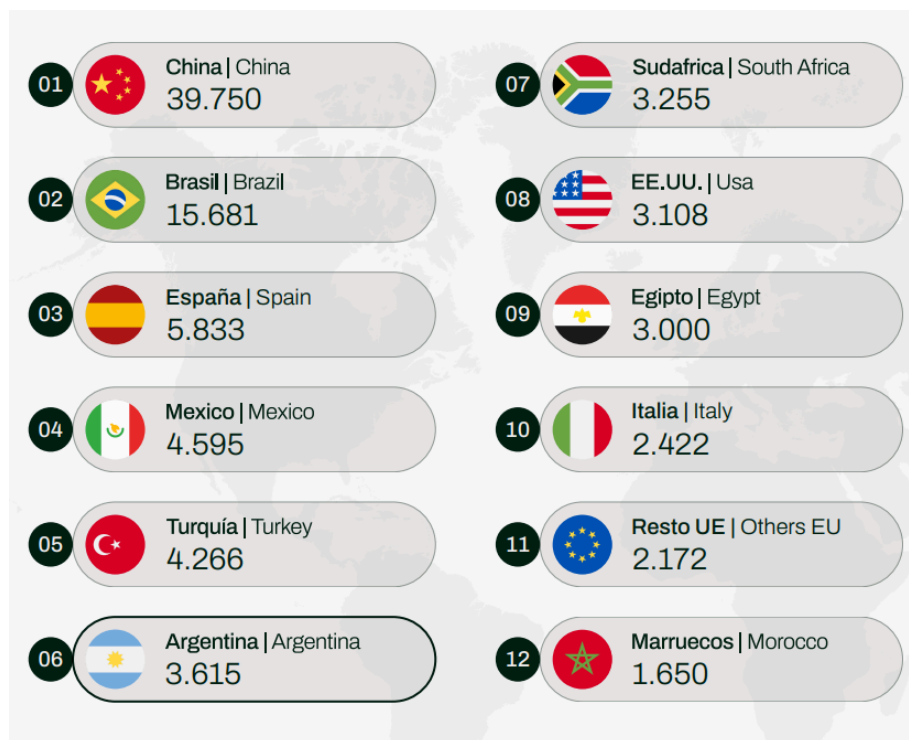 01
China | China
39.750
02
Brasil | Brazil
15.681
03
España | Spain
5.833
04
Mexico | Mexico
4.595
05
Turquía | Turkey
4.266
06
Argentina | Argentina
3.615
07
Sudafrica | South Africa
3.255
08
EE.UU. | Usa
3.108
09
Egipto | Egypt
3.000
10
Italia | Italy
2.422
11
Resto UE | Others EU
2.172
12
Marruecos | Morocco
1.650